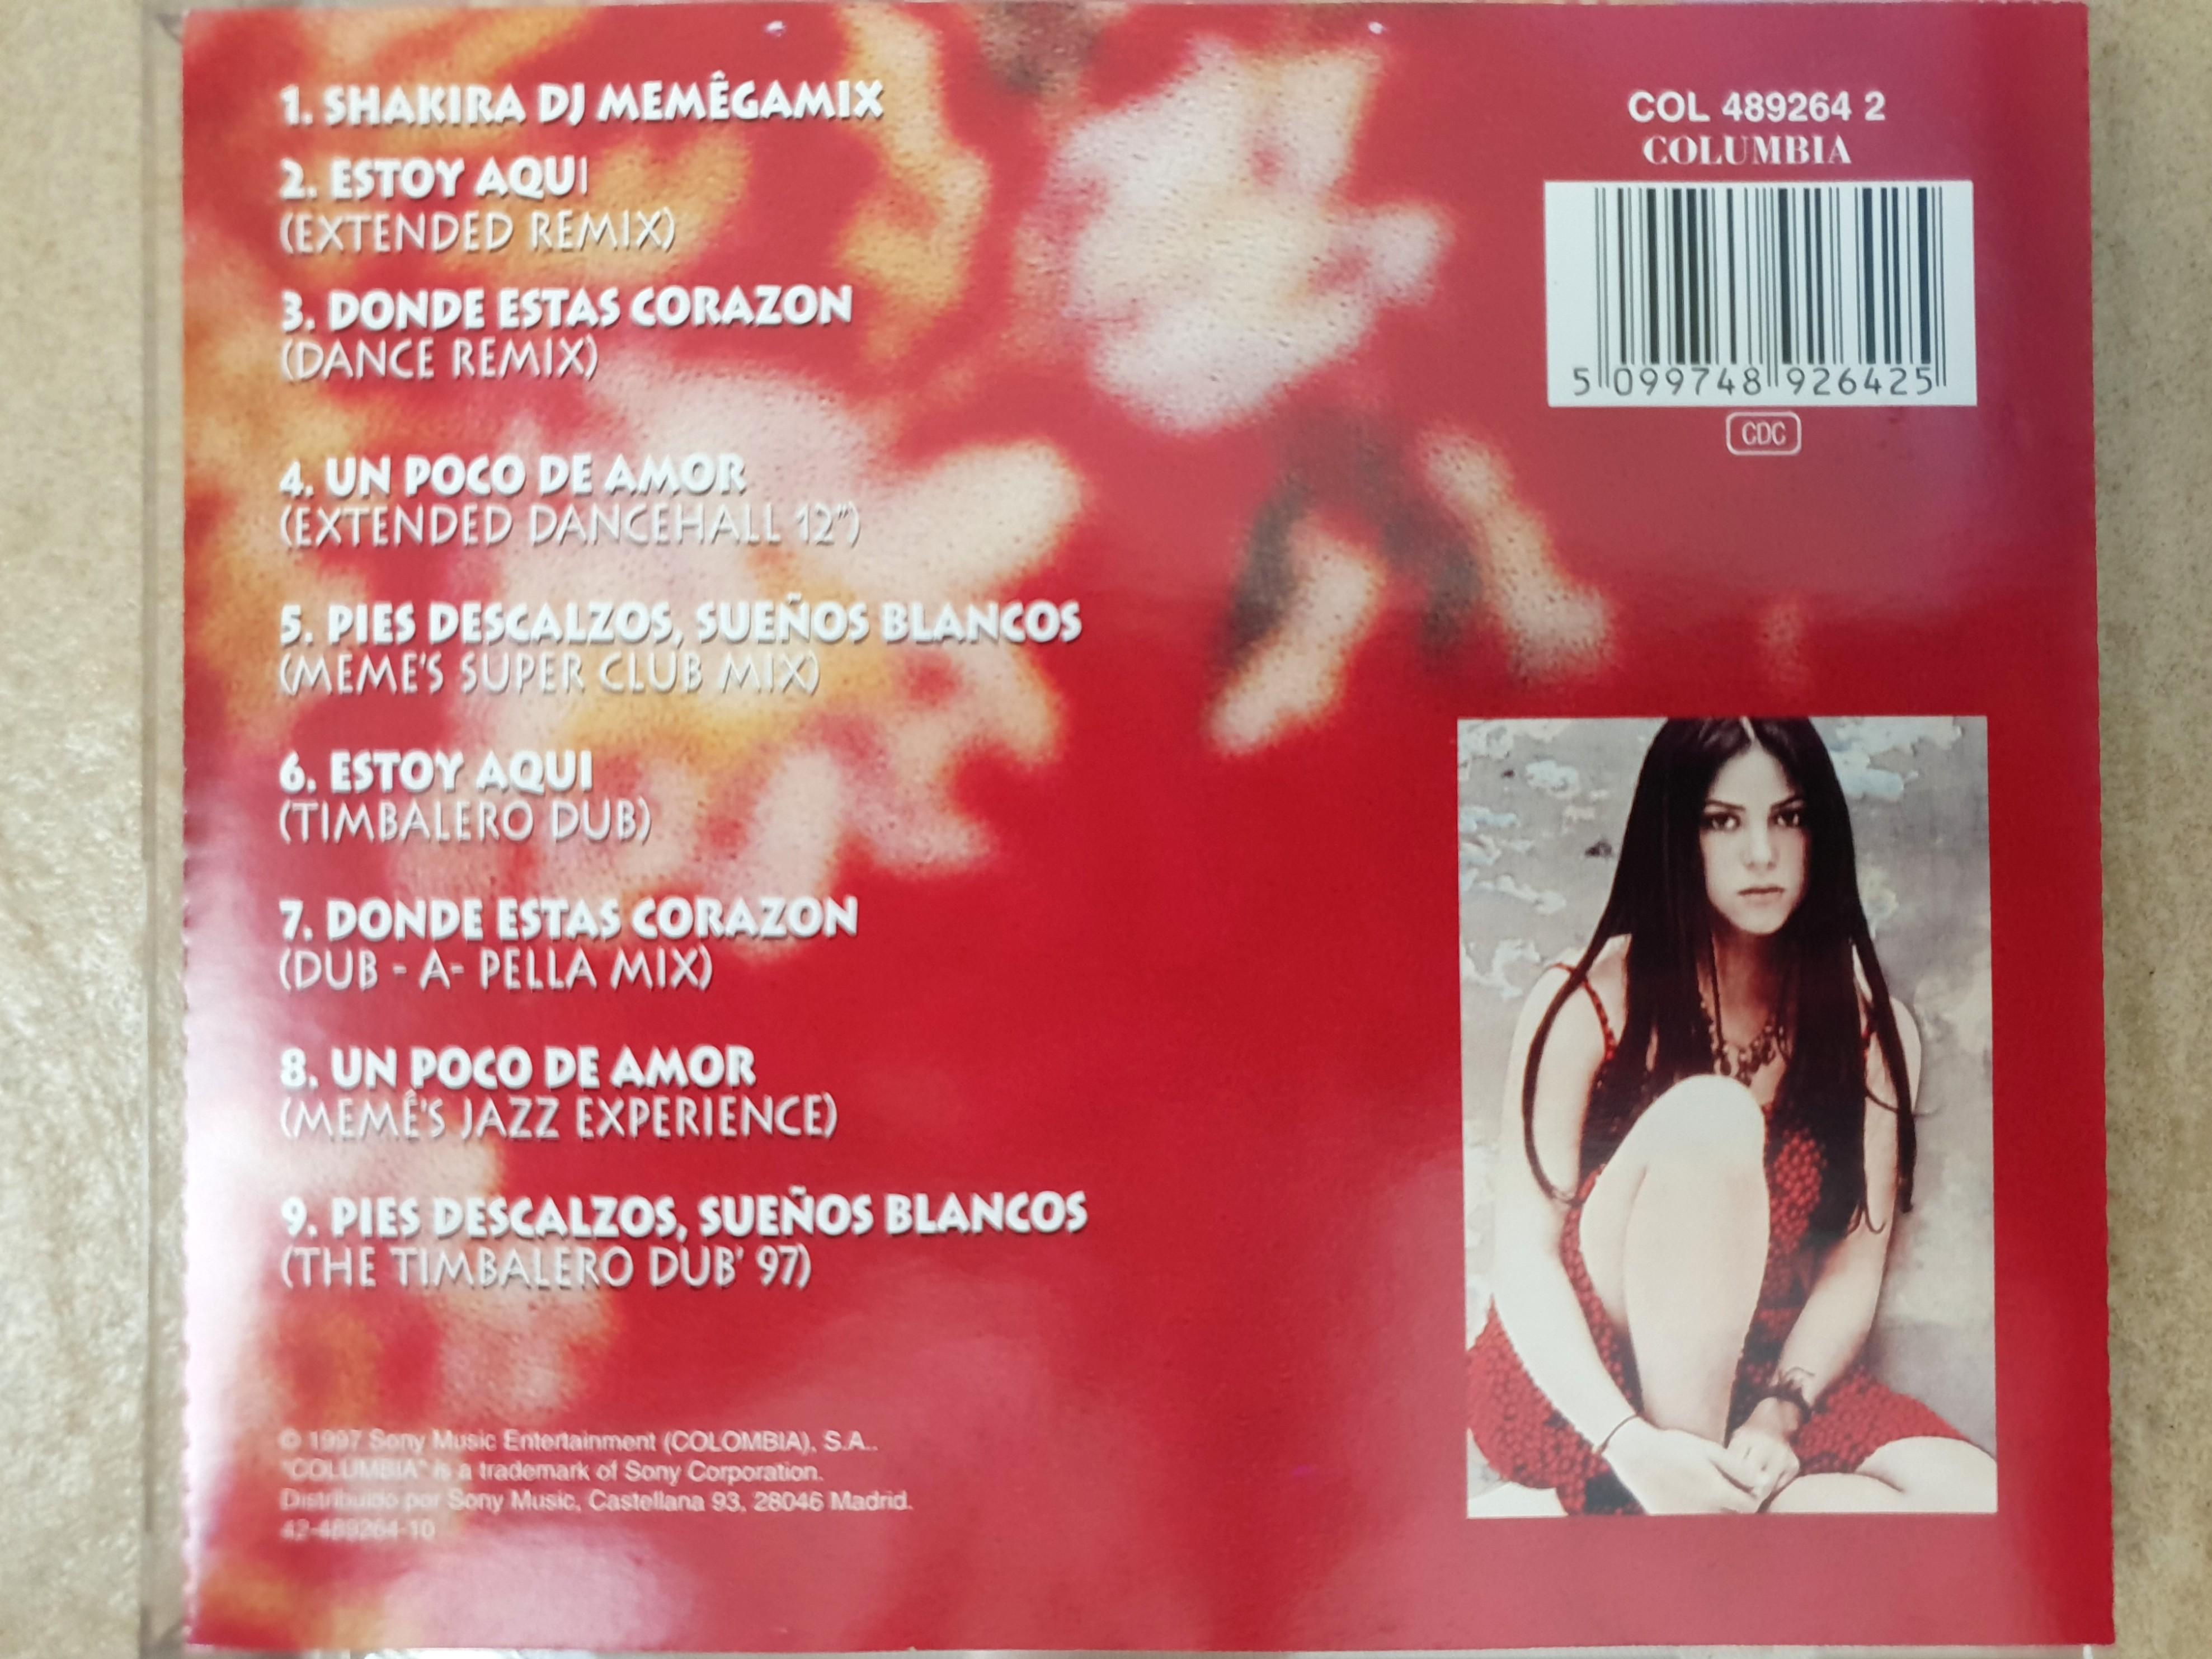 1. SHAKIRA DJ MEMÊGAMIX
2. ESTOY AQUI
(EXTENDED REMIX)
3. DONDE ESTAS CORAZON
(DANCE REMIX)
4. UN POCO DE AMOR
(EXTENDED DANCEHALL 12")
5. PIES DESCALZOS, SUEÑOS BLANCOS
(MEME'S SUPER CLUB MIX)
6. ESTOY AQUI
(TIMBALERO DUB)
7. DONDE ESTAS CORAZON
(DUB - A- PELLA MIX)
8. UN POCO DE AMOR
(MEMÊ'S JAZZ EXPERIENCE)
9. PIES DESCALZOS, SUEÑOS BLANCOS
(THE TIMBALERO DUB' 97)
© 1997 Sony Music Entertainment (COLOMBIA), S.A..
"COLUMBIA" is a trademark of Sony Corporation.
Distribuido por Sony Music, Castellana 93, 28046 Madrid.
42-489264-10
COL 489264 2
COLUMBIA
5 099748 926425
CDC